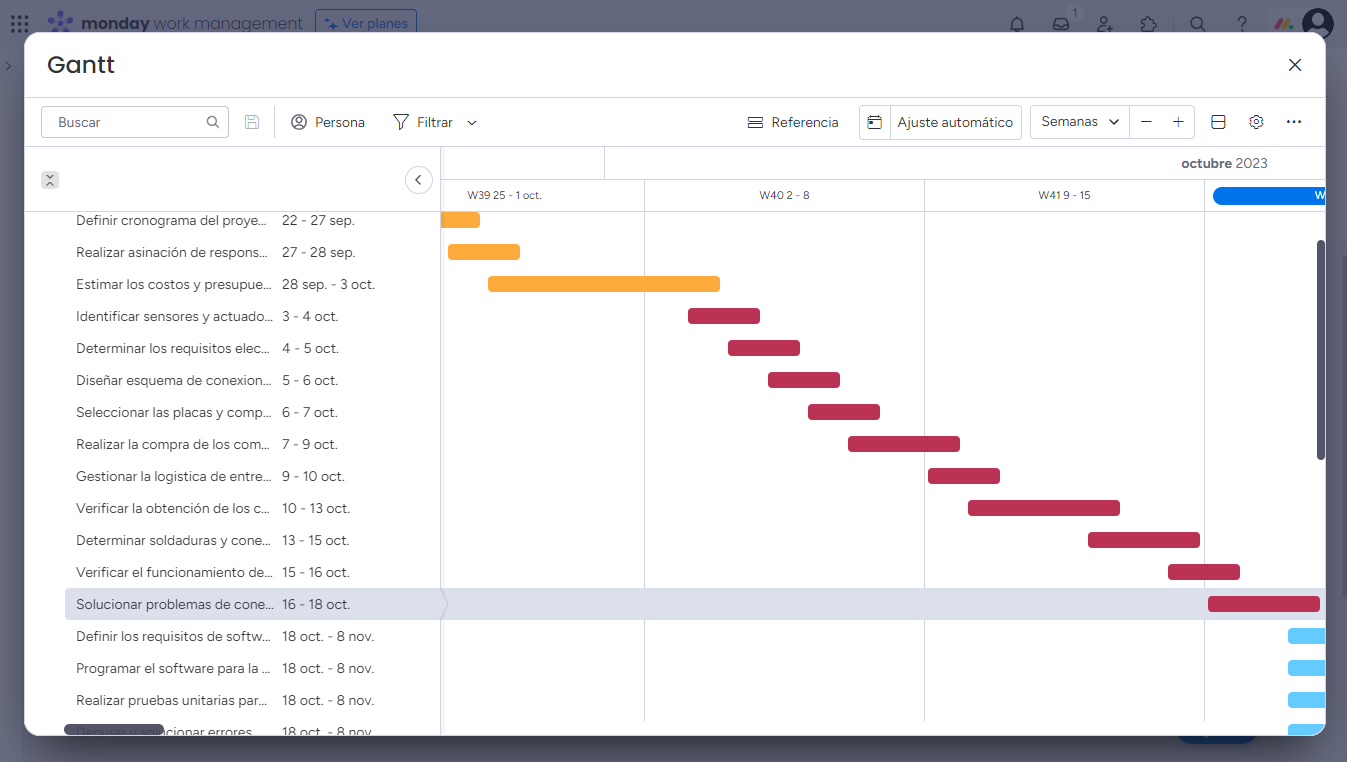 monday work management Ver planes 1
Gantt
Buscar Persona Filtrar Referencia Ajuste automático Semanas
octubre 2023
W39 25 - 1 oct. W40 2 - 8 W41 9 - 15 W
Definir cronograma del proye... 22 - 27 sep.
Realizar asinación de respons... 27 - 28 sep.
Estimar los costos y presupue... 28 sep. - 3 oct.
Identificar sensores y actuado... 3 - 4 oct.
Determinar los requisitos elec... 4 - 5 oct.
Diseñar esquema de conexion... 5 - 6 oct.
Seleccionar las placas y comp... 6 - 7 oct.
Realizar la compra de los com... 7 - 9 oct.
Gestionar la logistica de entre... 9 - 10 oct.
Verificar la obtención de los c... 10 - 13 oct.
Determinar soldaduras y cone... 13 - 15 oct.
Verificar el funcionamiento de... 15 - 16 oct.
Solucionar problemas de cone... 16 - 18 oct.
Definir los requisitos de softw... 18 oct. - 8 nov.
Programar el software para la ... 18 oct. - 8 nov.
Realizar pruebas unitarias par... 18 oct. - 8 nov.
Depurar y solucionar errores 18 oct. - 8 nov.